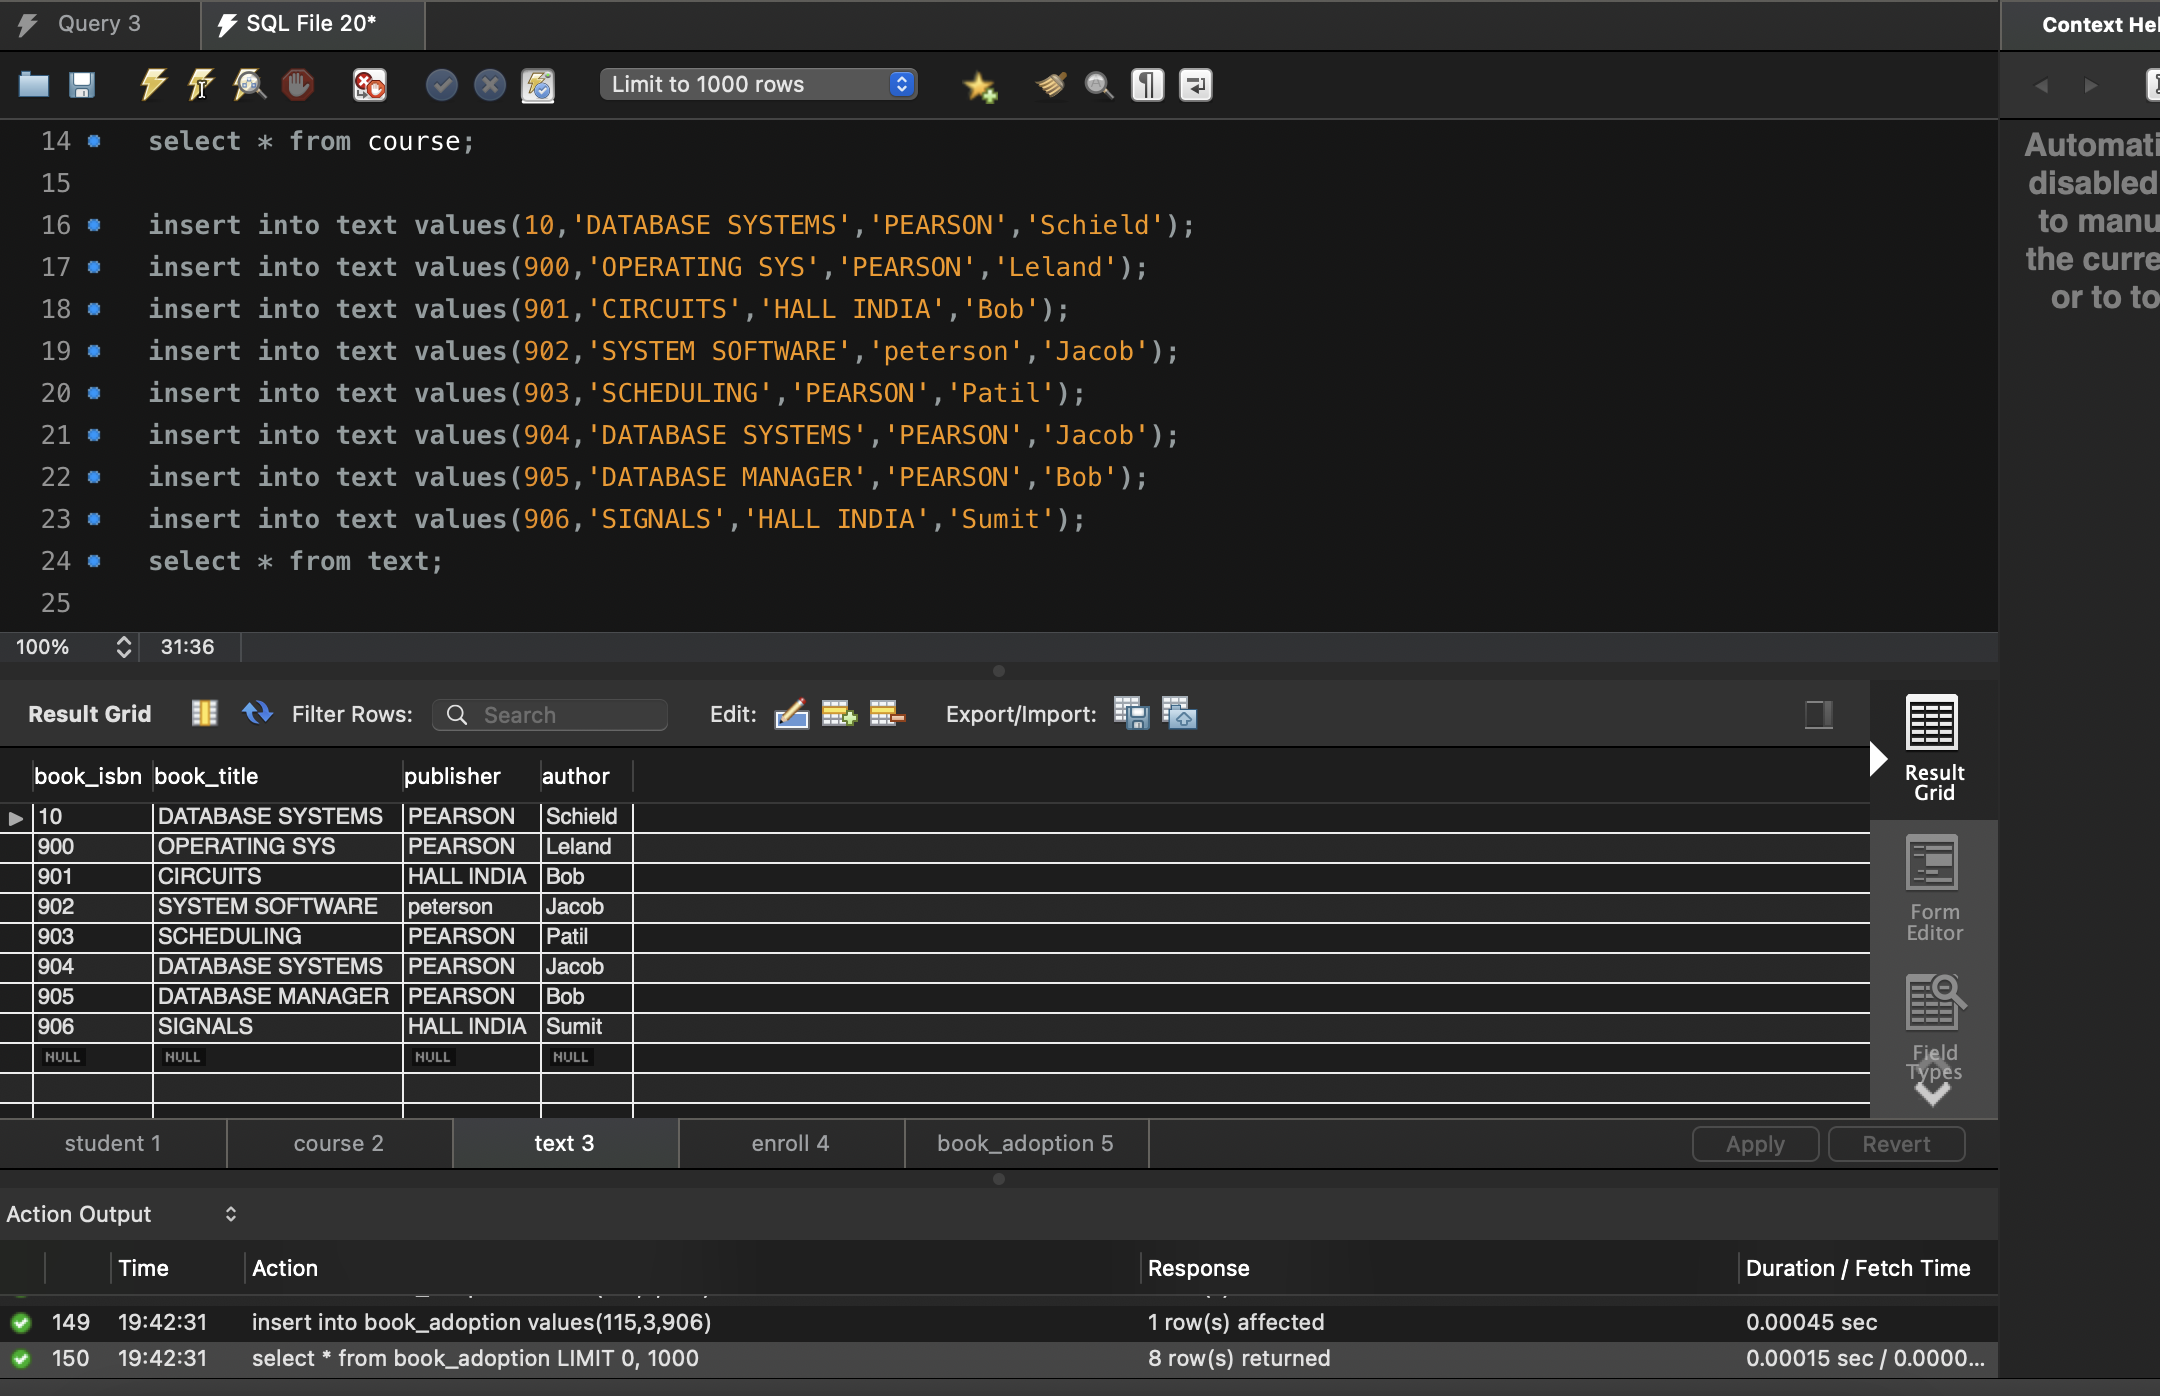 Query 3
SQL File 20*
Context Hel
Limit to 1000 rows
Automati
disabled
to manu
the curre
or to to
14 select * from course;
15
16 insert into text values(10,'DATABASE SYSTEMS','PEARSON','Schield');
17 insert into text values(900,'OPERATING SYS','PEARSON','Leland');
18 insert into text values(901,'CIRCUITS','HALL INDIA','Bob');
19 insert into text values(902,'SYSTEM SOFTWARE','peterson','Jacob');
20 insert into text values(903,'SCHEDULING','PEARSON','Patil');
21 insert into text values(904,'DATABASE SYSTEMS','PEARSON','Jacob');
22 insert into text values(905,'DATABASE MANAGER','PEARSON','Bob');
23 insert into text values(906,'SIGNALS','HALL INDIA','Sumit');
24 select * from text;
25
100% 31:36
Result Grid Filter Rows: Search Edit: Export/Import:
book_isbn book_title publisher author
10 DATABASE SYSTEMS PEARSON Schield
900 OPERATING SYS PEARSON Leland
901 CIRCUITS HALL INDIA Bob
902 SYSTEM SOFTWARE peterson Jacob
903 SCHEDULING PEARSON Patil
904 DATABASE SYSTEMS PEARSON Jacob
905 DATABASE MANAGER PEARSON Bob
906 SIGNALS HALL INDIA Sumit
NULL NULL NULL NULL
Result
Grid
Form
Editor
Field
Types
student 1 course 2 text 3 enroll 4 book_adoption 5 Apply Revert
Action Output
Time Action Response Duration / Fetch Time
149 19:42:31 insert into book_adoption values(115,3,906) 1 row(s) affected 0.00045 sec
150 19:42:31 select * from book_adoption LIMIT 0, 1000 8 row(s) returned 0.00015 sec / 0.0000...